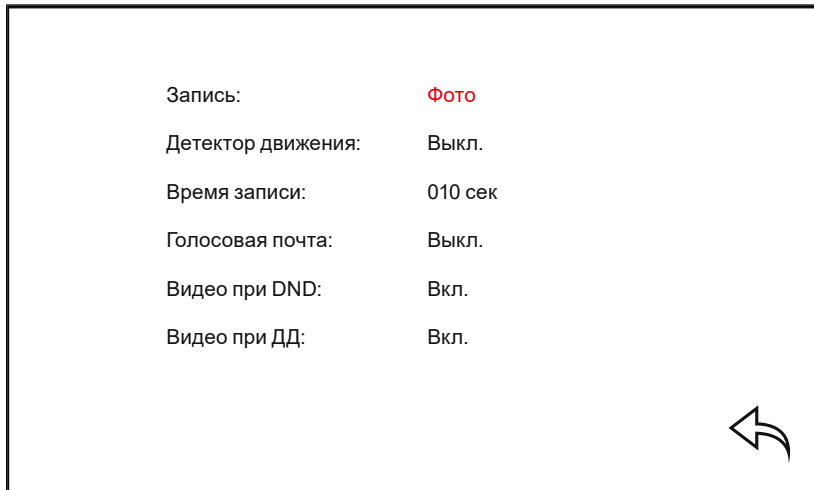 Запись: Фото
Детектор движения: Выкл.
Время записи: 010 сек
Голосовая почта: Выкл.
Видео при DND: Вкл.
Видео при ДД: Вкл.